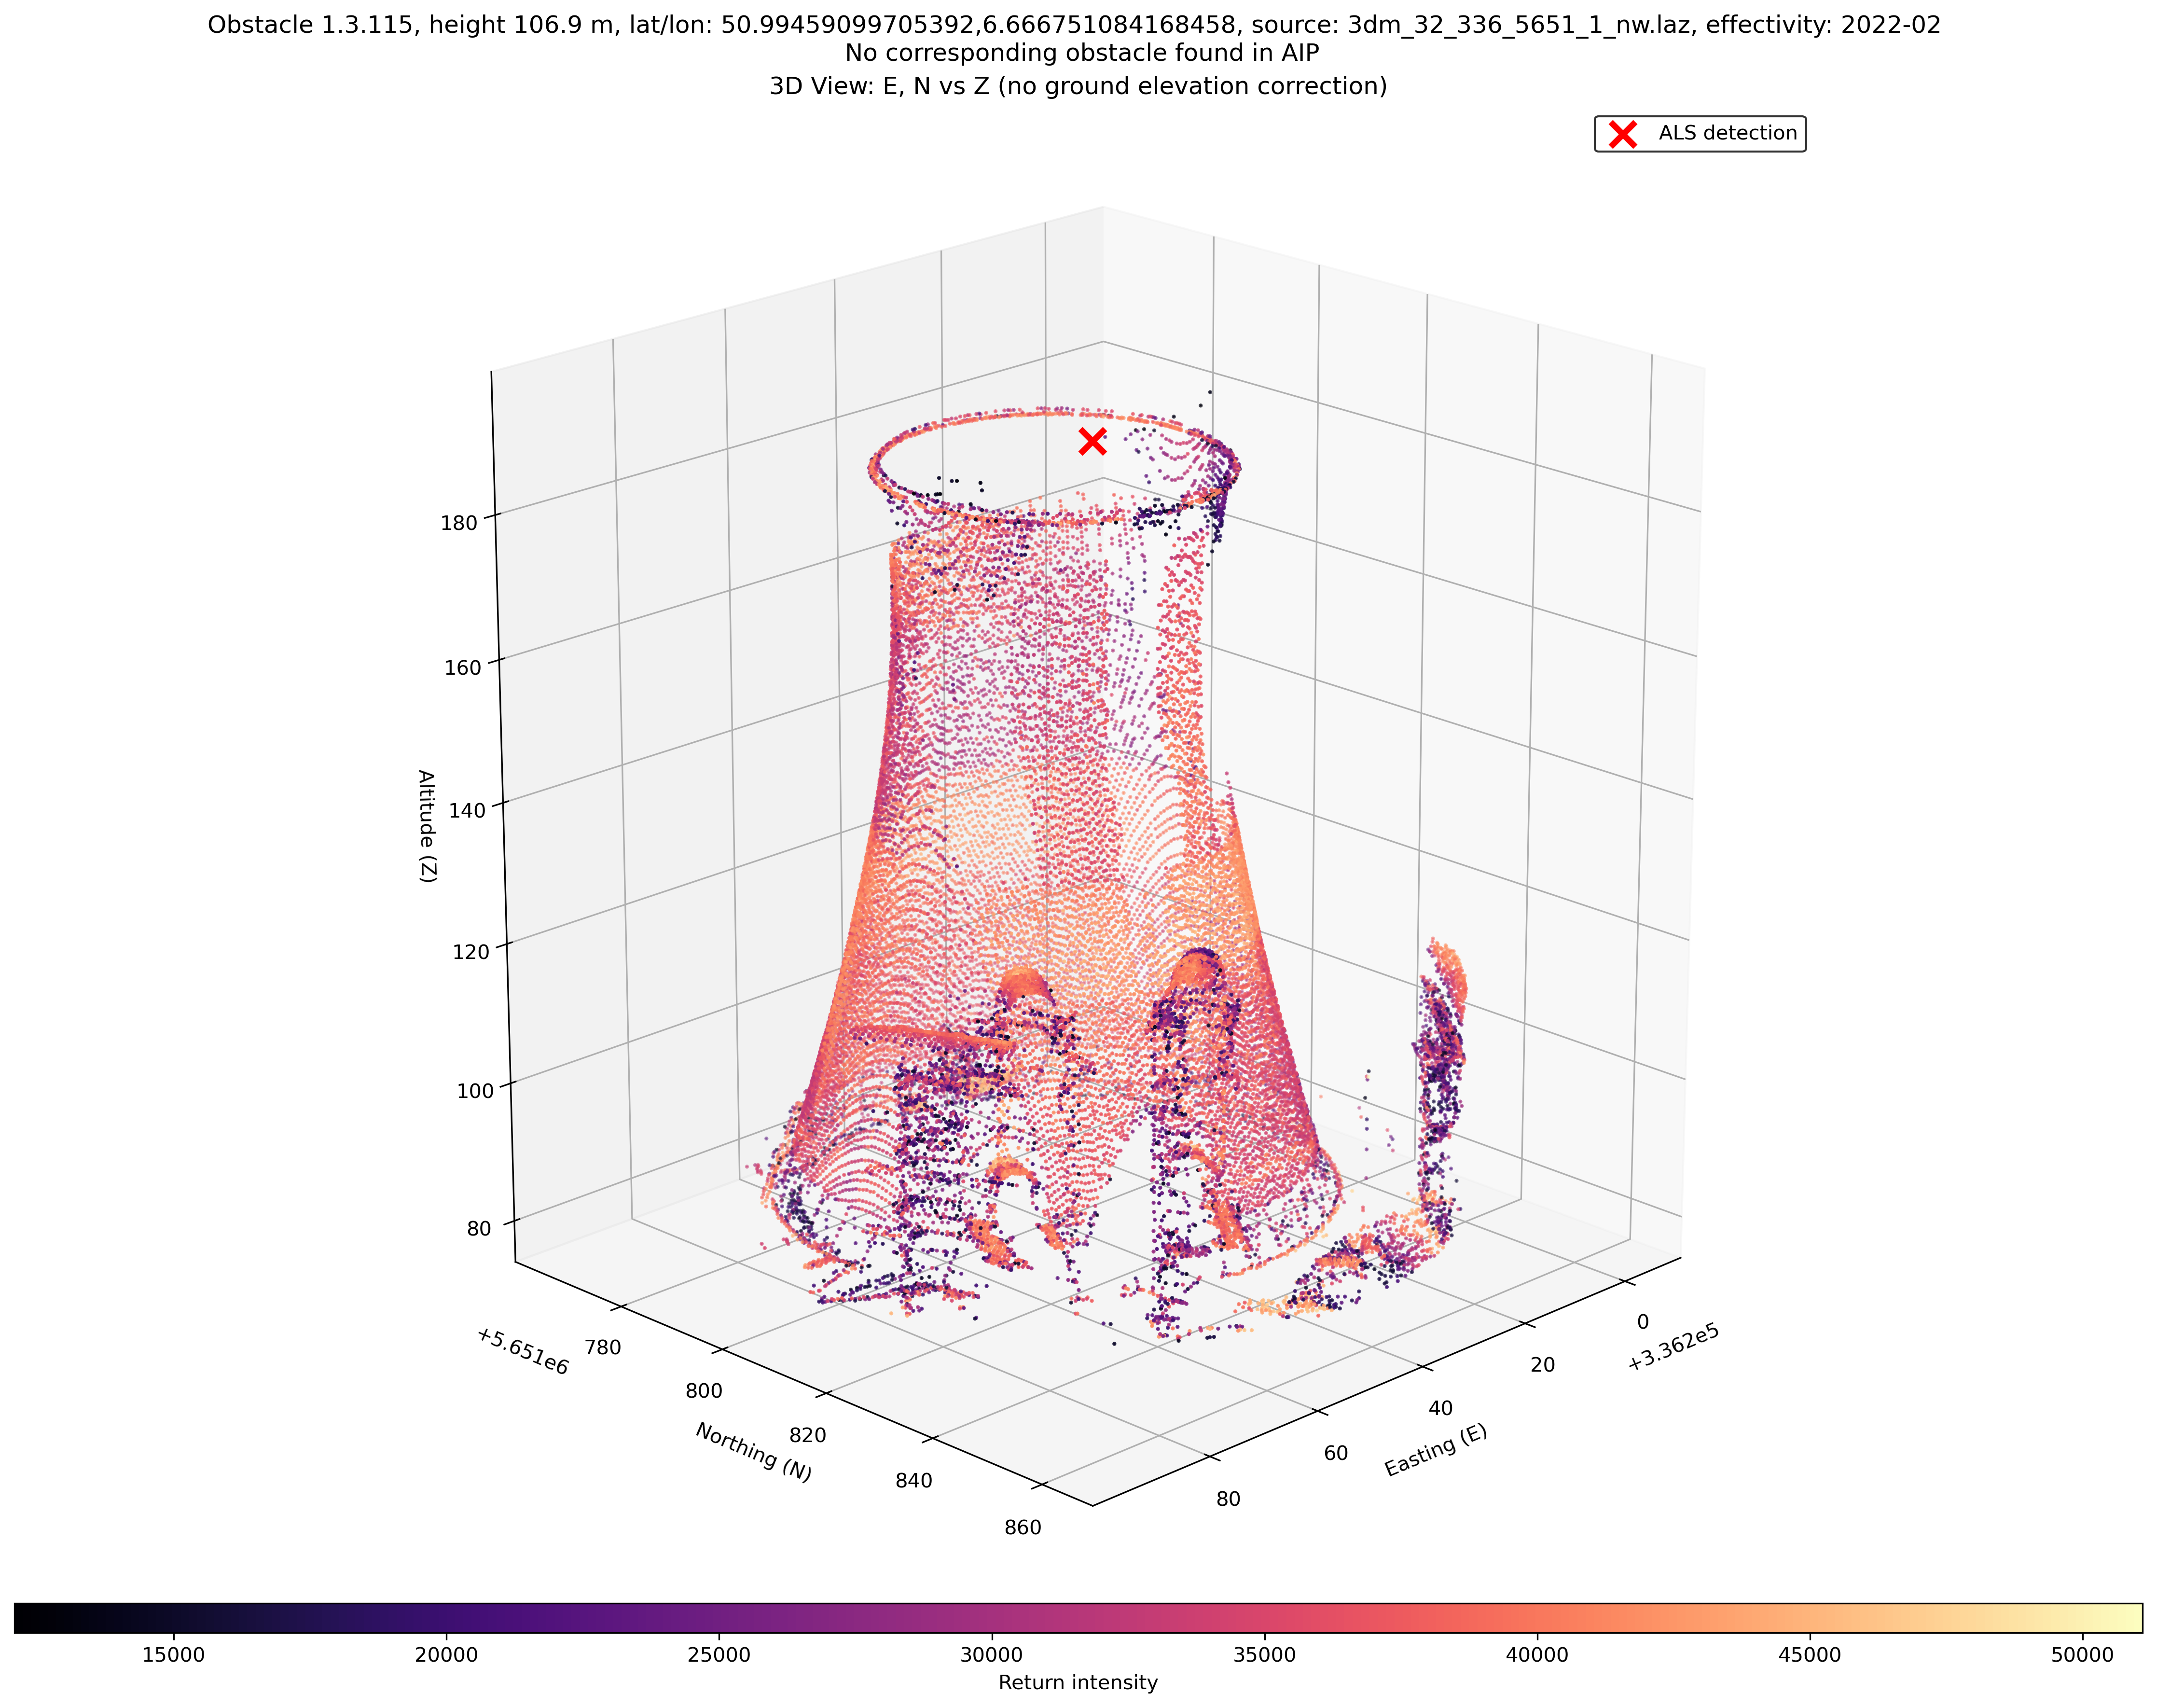 Obstacle 1.3.115, height 106.9 m, lat/lon: 50.99459099705392,6.666751084168458, source: 3dm_32_336_5651_1_nw.laz, effectivity: 2022-02
No corresponding obstacle found in AIP
3D View: E, N vs Z (no ground elevation correction)
ALS detection
180
160
140
120
100
80
Altitude (Z)
+5.651e6
780
800
820
840
860
Northing (N)
0
+3.362e5
20
40
60
80
Easting (E)
15000 20000 25000 30000 35000 40000 45000 50000
Return intensity